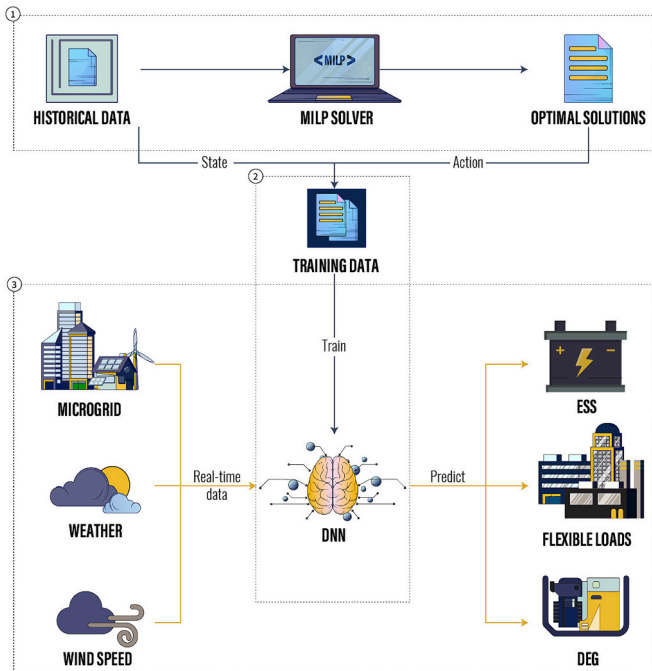 1
<MILP>
HISTORICAL DATA
MILP SOLVER
OPTIMAL SOLUTIONS
State
Action
2
TRAINING DATA
3
Train
MICROGRID
+ −
ESS
Real-time
data
Predict
WEATHER
DNN
FLEXIBLE LOADS
WIND SPEED
DEG